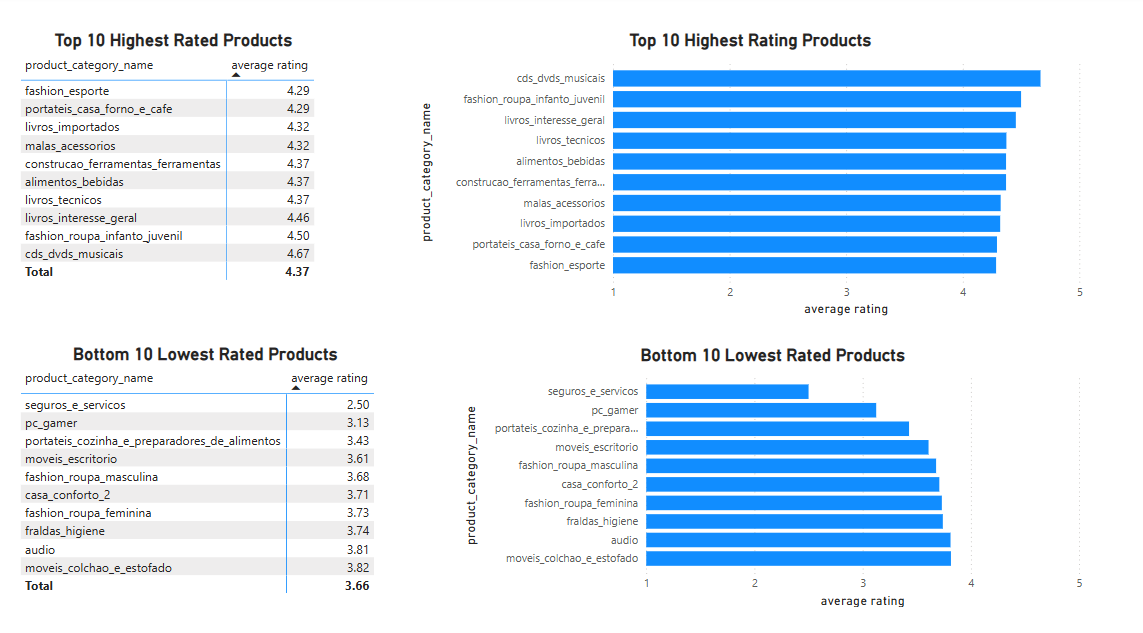 Top 10 Highest Rated Products
product_category_name average rating
fashion_esporte 4.29
portateis_casa_forno_e_cafe 4.29
livros_importados 4.32
malas_acessorios 4.32
construcao_ferramentas_ferramentas 4.37
alimentos_bebidas 4.37
livros_tecnicos 4.37
livros_interesse_geral 4.46
fashion_roupa_infanto_juvenil 4.50
cds_dvds_musicais 4.67
Total 4.37
Top 10 Highest Rating Products
product_category_name
cds_dvds_musicais
fashion_roupa_infanto_juvenil
livros_interesse_geral
livros_tecnicos
alimentos_bebidas
construcao_ferramentas_ferra...
malas_acessorios
livros_importados
portateis_casa_forno_e_cafe
fashion_esporte
1 2 3 4 5
average rating
Bottom 10 Lowest Rated Products
product_category_name average rating
seguros_e_servicos 2.50
pc_gamer 3.13
portateis_cozinha_e_preparadores_de_alimentos 3.43
moveis_escritorio 3.61
fashion_roupa_masculina 3.68
casa_conforto_2 3.71
fashion_roupa_feminina 3.73
fraldas_higiene 3.74
audio 3.81
moveis_colchao_e_estofado 3.82
Total 3.66
Bottom 10 Lowest Rated Products
product_category_name
seguros_e_servicos
pc_gamer
portateis_cozinha_e_prepara...
moveis_escritorio
fashion_roupa_masculina
casa_conforto_2
fashion_roupa_feminina
fraldas_higiene
audio
moveis_colchao_e_estofado
1 2 3 4 5
average rating